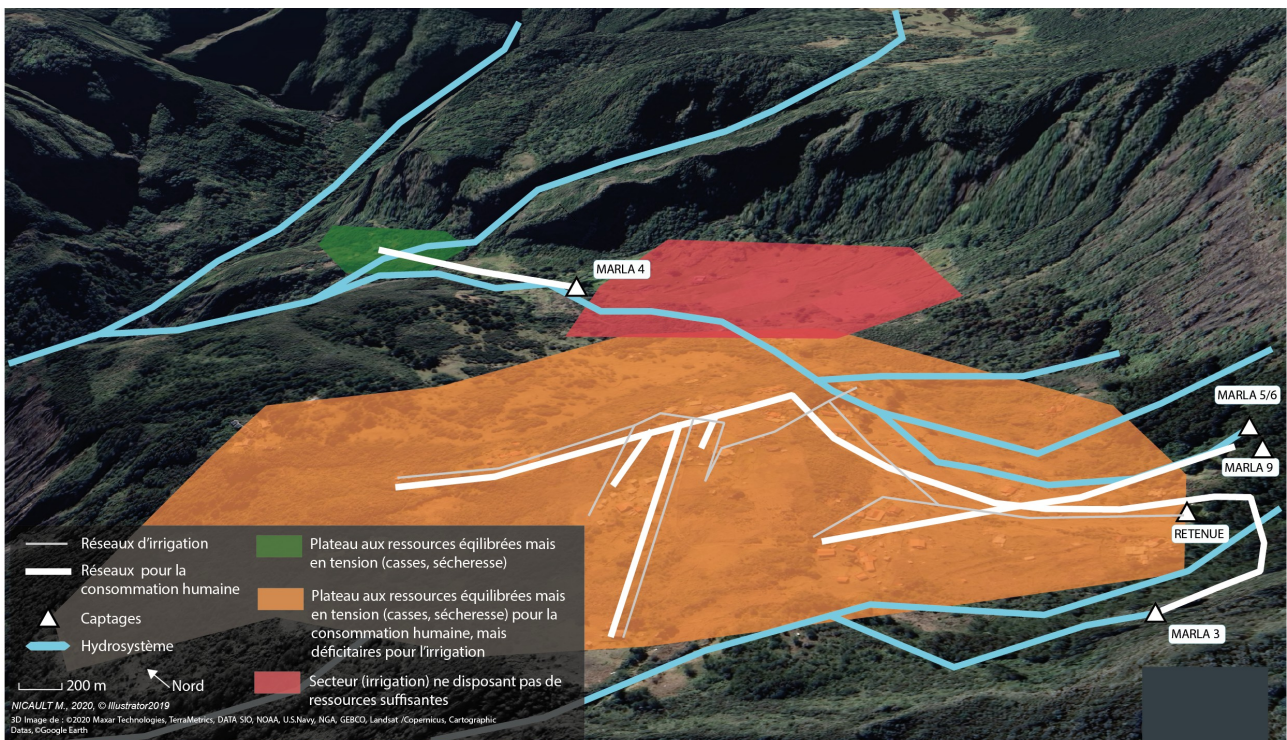 MARLA 4
MARLA 5/6
MARLA 9
RETENUE
MARLA 3
Réseaux d'irrigation
Réseaux pour la
consommation humaine
Captages
Hydrosystème
200 m
Nord
Plateau aux ressources éqilibrées mais
en tension (casses, sécheresse)
Plateau aux ressources équilibrées mais
en tension (casses, sécheresse) pour la
consommation humaine, mais
déficitaires pour l'irrigation
Secteur (irrigation) ne disposant pas de
ressources suffisantes
NICAULT M., 2020, © Illustrator2019
3D Image de : ©2020 Maxar Technologies, TerraMetrics, DATA SIO, NOAA, U.S.Navy, NGA, GEBCO, Landsat /Copernicus, Cartographic
Datas, ©Google Earth